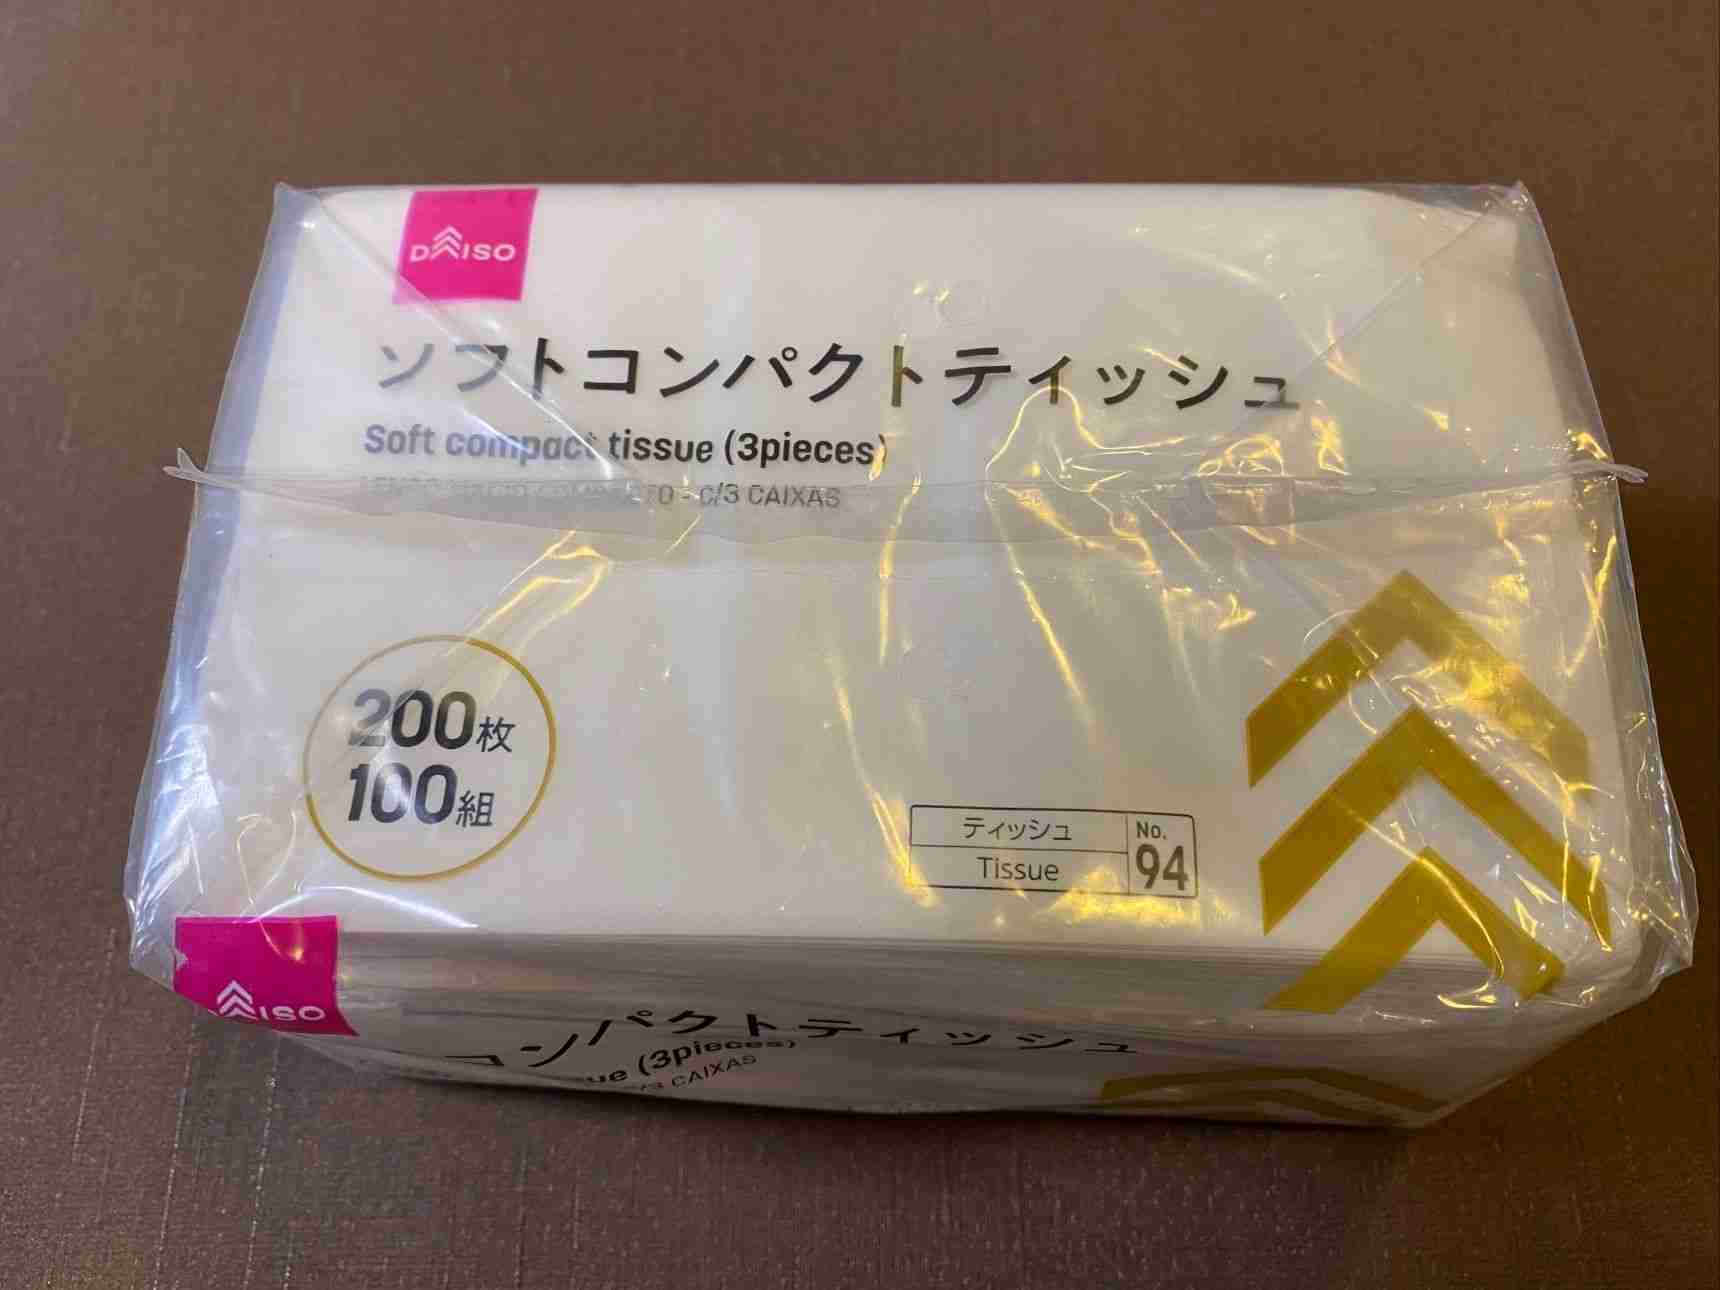 DAISO
ソフトコンパクトティッシュ
Soft compact tissue (3pieces)
- C/3 CAIXAS
200枚
100組
ティッシュ
Tissue
No.
94
ISO
コンパクトティッシュ
(3pieces)
C/3 CAIXAS